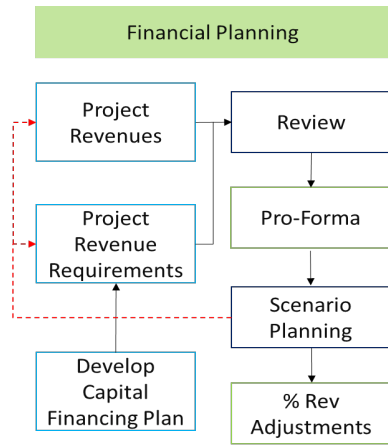 Financial Planning
Project
Revenues
Review
Project
Revenue
Requirements
Pro-Forma
Scenario
Planning
Develop
Capital
Financing Plan
% Rev
Adjustments